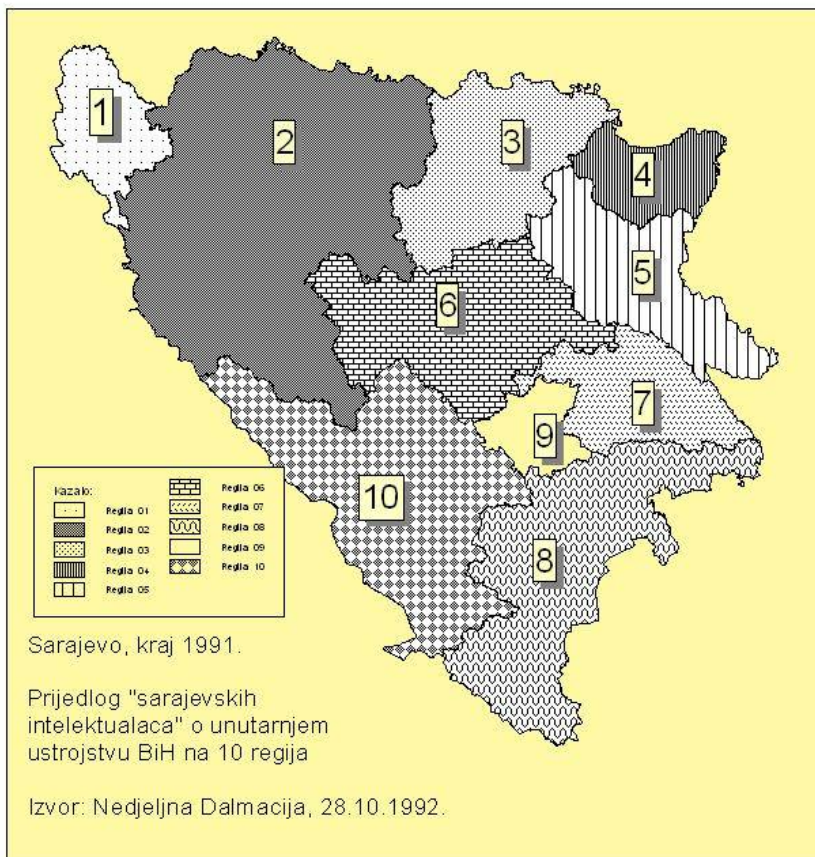 1
2
3
4
5
6
7
9
10
8
Kazalo:
Regija 01
Regija 02
Regija 03
Regija 04
Regija 05
Regija 06
Regija 07
Regija 08
Regija 09
Regija 10
Sarajevo, kraj 1991.
Prijedlog "sarajevskih
intelektualaca" o unutarnjem
ustrojstvu BiH na 10 regija
Izvor: Nedjeljna Dalmacija, 28.10.1992.